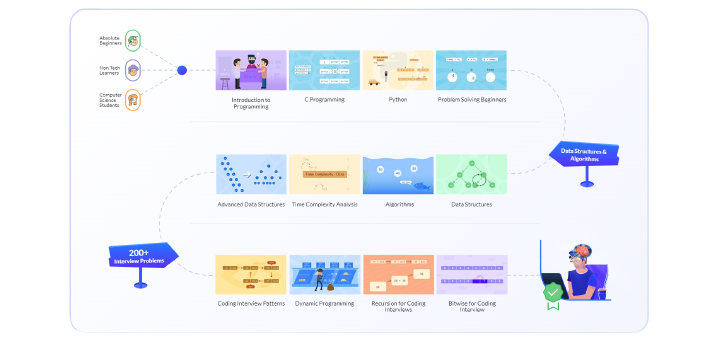 Absolute
Beginners
Non Tech
Learners
Computer
Science
Students
Introduction to
Programming
C Programming
Python
Problem Solving Beginners
Data Structures &
Algorithms
Advanced Data Structures
Time Complexity Analysis
Algorithms
Data Structures
200+
Interview Problems
Coding Interview Patterns
Dynamic Programming
Recursion for Coding
Interviews
Bitwise for Coding
Interview